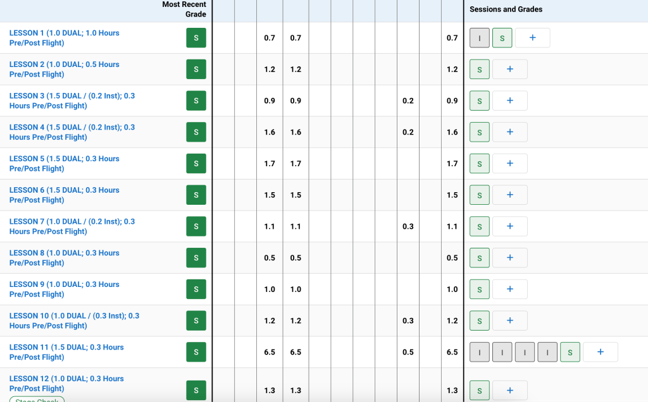 Most Recent Grade Sessions and Grades
LESSON 1 (1.0 DUAL; 1.0 Hours Pre/Post Flight) S 0.7 0.7 0.7 I S +
LESSON 2 (1.0 DUAL; 0.5 Hours Pre/Post Flight) S 1.2 1.2 1.2 S +
LESSON 3 (1.5 DUAL / (0.2 Inst); 0.3 Hours Pre/Post Flight) S 0.9 0.9 0.2 0.9 S +
LESSON 4 (1.5 DUAL / (0.2 Inst); 0.3 Hours Pre/Post Flight) S 1.6 1.6 0.2 1.6 S +
LESSON 5 (1.5 DUAL; 0.3 Hours Pre/Post Flight) S 1.7 1.7 1.7 S +
LESSON 6 (1.5 DUAL; 0.3 Hours Pre/Post Flight) S 1.5 1.5 1.5 S +
LESSON 7 (1.0 DUAL / (0.2 Inst); 0.3 Hours Pre/Post Flight) S 1.1 1.1 0.3 1.1 S +
LESSON 8 (1.0 DUAL; 0.3 Hours Pre/Post Flight) S 0.5 0.5 0.5 S +
LESSON 9 (1.0 DUAL; 0.3 Hours Pre/Post Flight) S 1.0 1.0 1.0 S +
LESSON 10 (1.0 DUAL / (0.3 Inst); 0.3 Hours Pre/Post Flight) S 1.2 1.2 0.3 1.2 S +
LESSON 11 (1.5 DUAL; 0.3 Hours Pre/Post Flight) S 6.5 6.5 0.5 6.5 I I I I S +
LESSON 12 (1.0 DUAL; 0.3 Hours Pre/Post Flight) S 1.3 1.3 1.3 S +
Stage Check